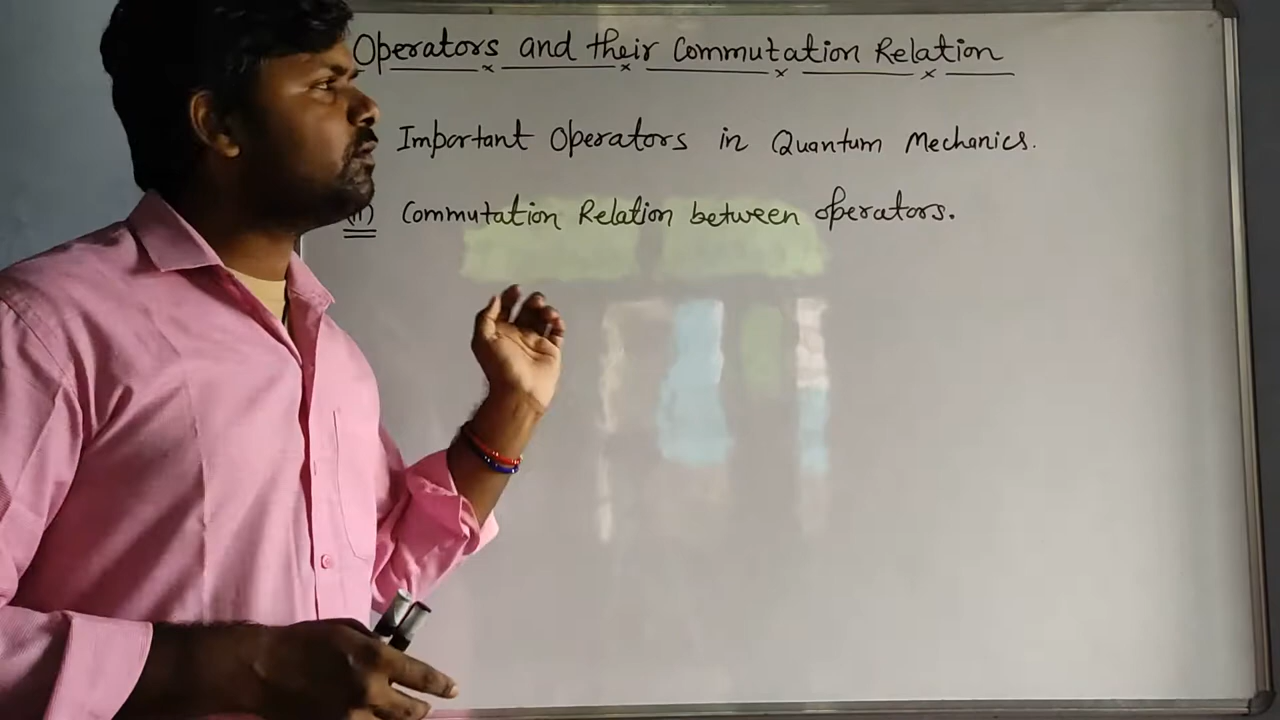 Operators and their Commutation Relation
Important Operators in Quantum Mechanics.
(ii) Commutation Relation between operators.